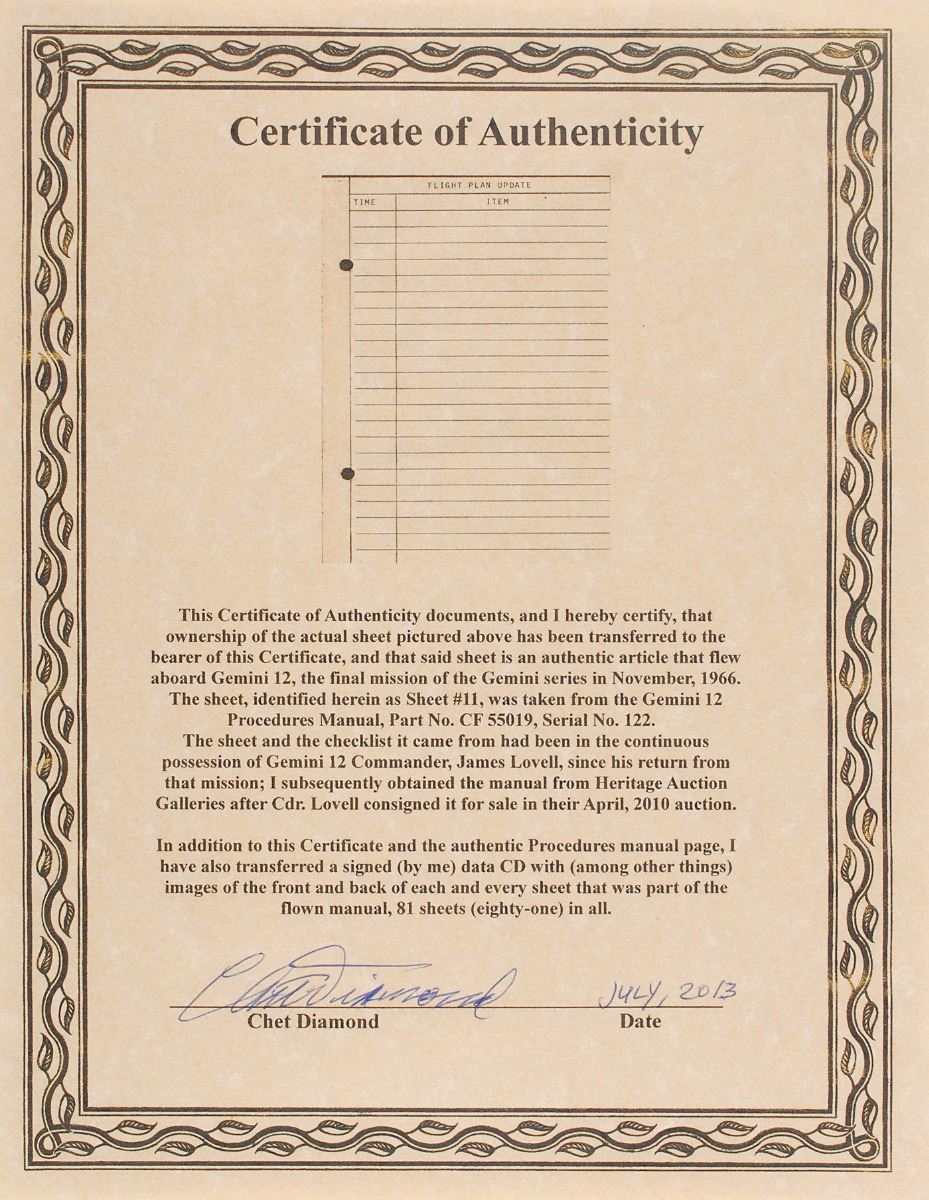 Certificate of Authenticity
FLIGHT PLAN UPDATE
TIME ITEM
This Certificate of Authenticity documents, and I hereby certify, that
ownership of the actual sheet pictured above has been transferred to the
bearer of this Certificate, and that said sheet is an authentic article that flew
aboard Gemini 12, the final mission of the Gemini series in November, 1966.
The sheet, identified herein as Sheet #11, was taken from the Gemini 12
Procedures Manual, Part No. CF 55019, Serial No. 122.
The sheet and the checklist it came from had been in the continuous
possession of Gemini 12 Commander, James Lovell, since his return from
that mission; I subsequently obtained the manual from Heritage Auction
Galleries after Cdr. Lovell consigned it for sale in their April, 2010 auction.
In addition to this Certificate and the authentic Procedures manual page, I
have also transferred a signed (by me) data CD with (among other things)
images of the front and back of each and every sheet that was part of the
flown manual, 81 sheets (eighty-one) in all.
Chet Diamond JULY, 2013
Chet Diamond Date